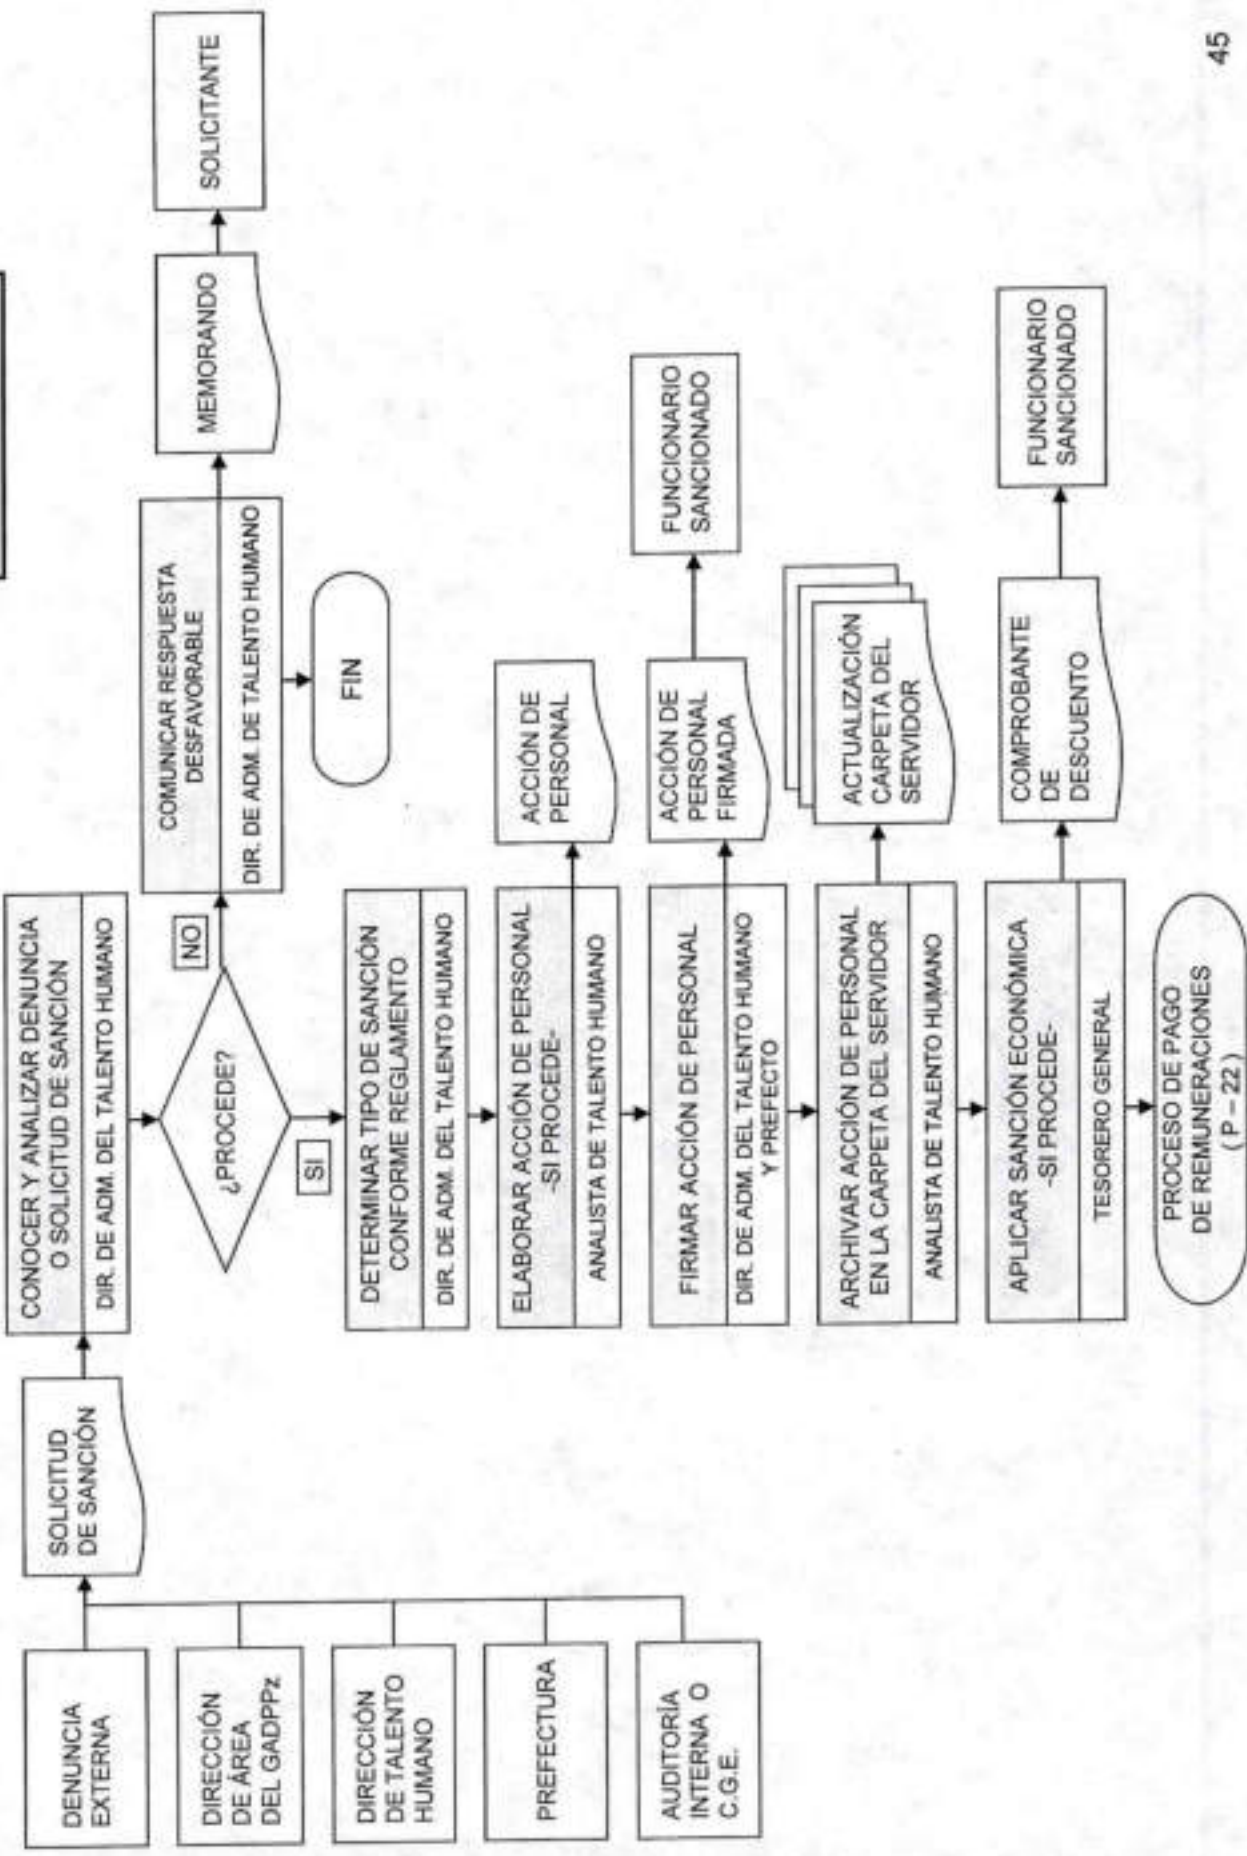 DENUNCIA
EXTERNA
DIRECCIÓN
DE ÁREA
DEL GADPPz
DIRECCIÓN
DE TALENTO
HUMANO
PREFECTURA
AUDITORÍA
INTERNA O
C.G.E.
SOLICITUD
DE SANCIÓN
CONOCER Y ANALIZAR DENUNCIA
O SOLICITUD DE SANCIÓN
DIR. DE ADM. DEL TALENTO HUMANO
¿PROCEDE?
NO
COMUNICAR RESPUESTA
DESFAVORABLE
DIR. DE ADM. DE TALENTO HUMANO
MEMORANDO
SOLICITANTE
FIN
SI
DETERMINAR TIPO DE SANCIÓN
CONFORME REGLAMENTO
DIR. DE ADM. DEL TALENTO HUMANO
ELABORAR ACCIÓN DE PERSONAL
-SI PROCEDE-
ANALISTA DE TALENTO HUMANO
ACCIÓN DE
PERSONAL
FIRMAR ACCIÓN DE PERSONAL
DIR. DE ADM. DEL TALENTO HUMANO
Y PREFECTO
ACCIÓN DE
PERSONAL
FIRMADA
FUNCIONARIO
SANCIONADO
ARCHIVAR ACCIÓN DE PERSONAL
EN LA CARPETA DEL SERVIDOR
ANALISTA DE TALENTO HUMANO
ACTUALIZACIÓN
CARPETA DEL
SERVIDOR
APLICAR SANCIÓN ECONÓMICA
-SI PROCEDE-
TESORERO GENERAL
COMPROBANTE
DE
DESCUENTO
FUNCIONARIO
SANCIONADO
PROCESO DE PAGO
DE REMUNERACIONES
( P – 22 )
45